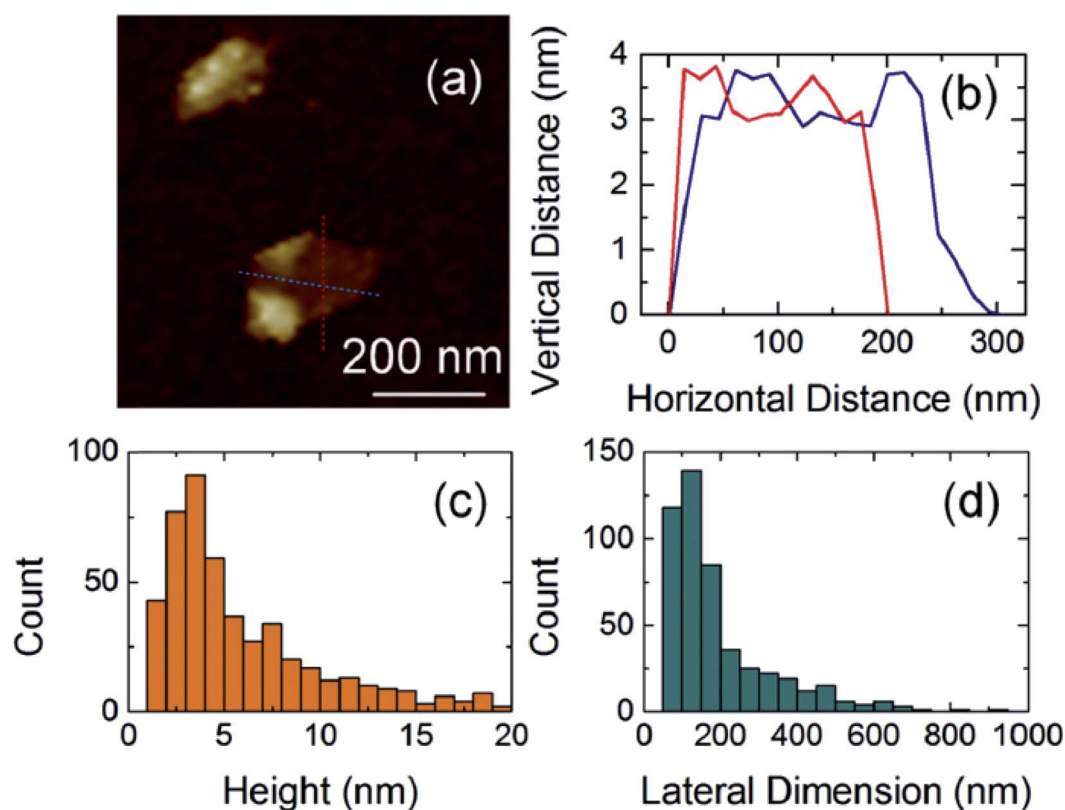 (a)
200 nm
Vertical Distance (nm)
4
3
2
1
0
(b)
0
100
200
300
Horizontal Distance (nm)
Count
100
50
0
(c)
0
5
10
15
20
Height (nm)
Count
150
100
50
0
(d)
0
200
400
600
800
1000
Lateral Dimension (nm)